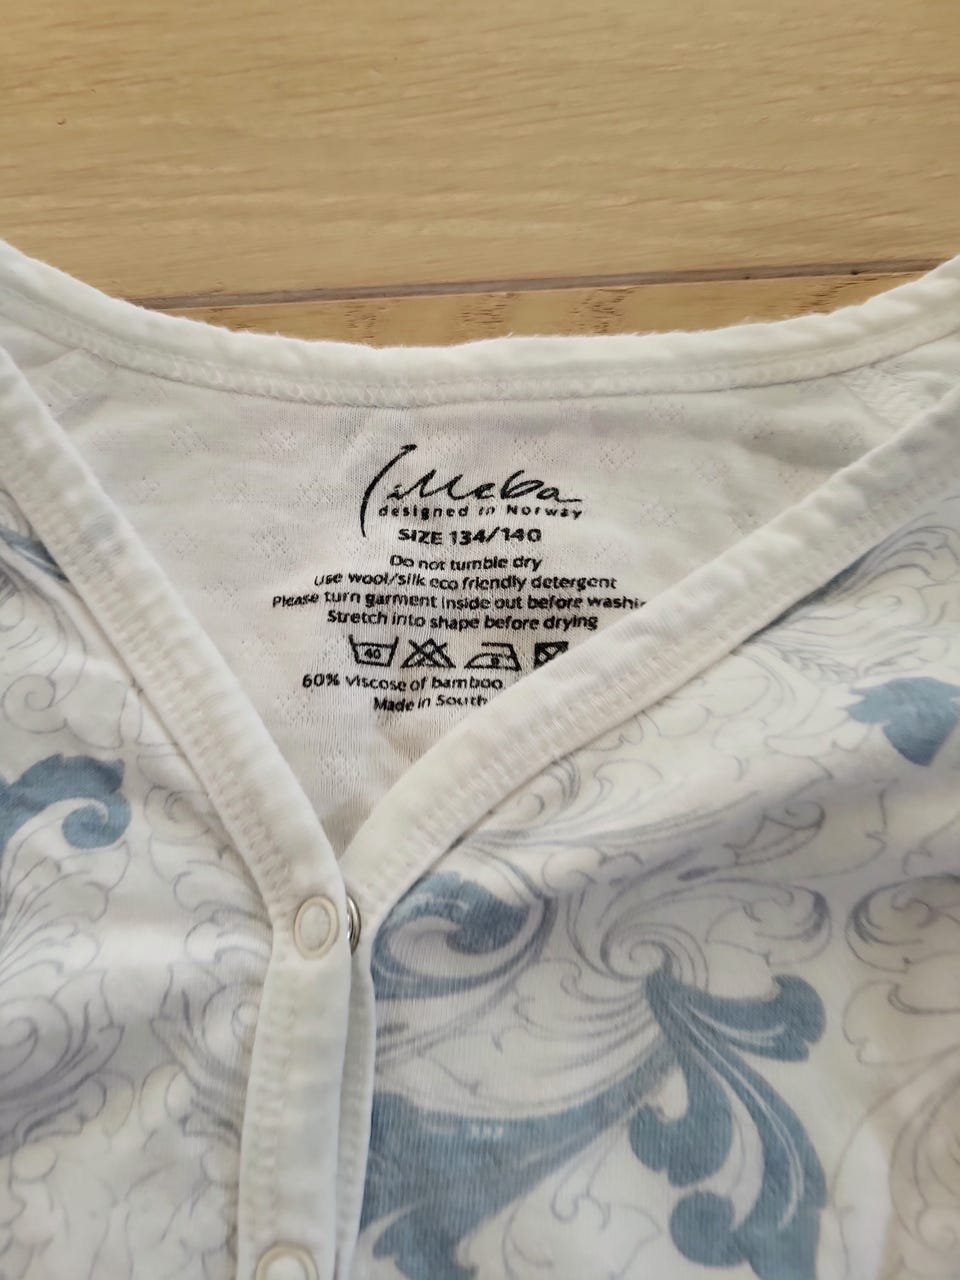 Lilleba
designed in Norway
SIZE 134/140
Do not tumble dry
Use wool/silk eco friendly detergent
Please turn garment inside out before washi
Stretch into shape before drying
40
60% viscose of bamboo
Made in South